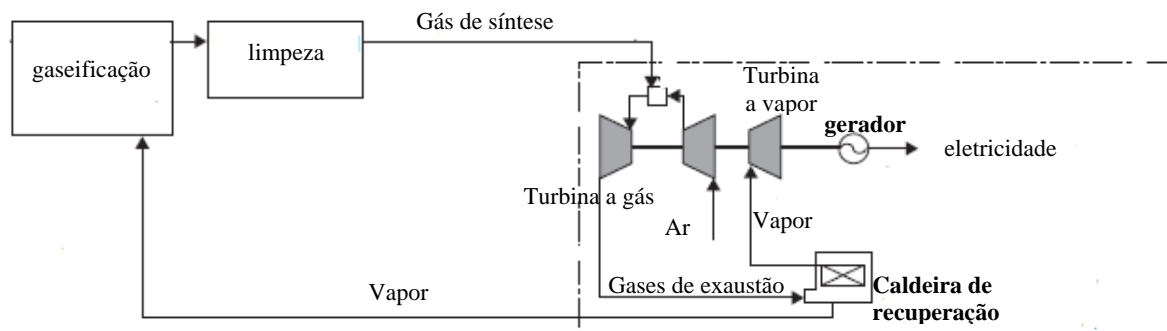 Gás de síntese
gaseificação
limpeza
Turbina
a vapor
gerador
eletricidade
Turbina a gás
Ar
Vapor
Gases de exaustão
Vapor
Caldeira de
recuperação